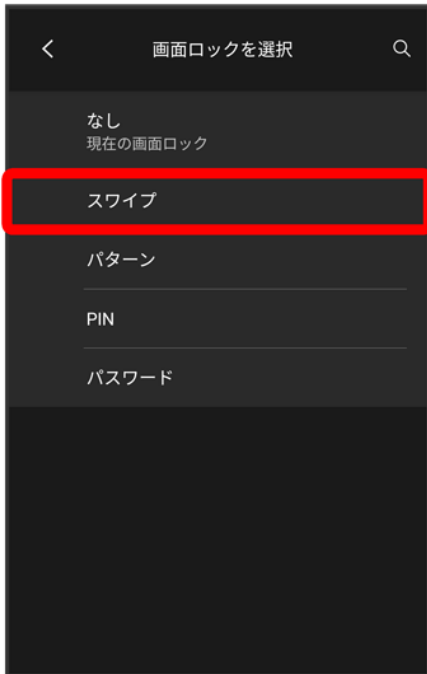 画面ロックを選択
なし
現在の画面ロック
スワイプ
パターン
PIN
パスワード